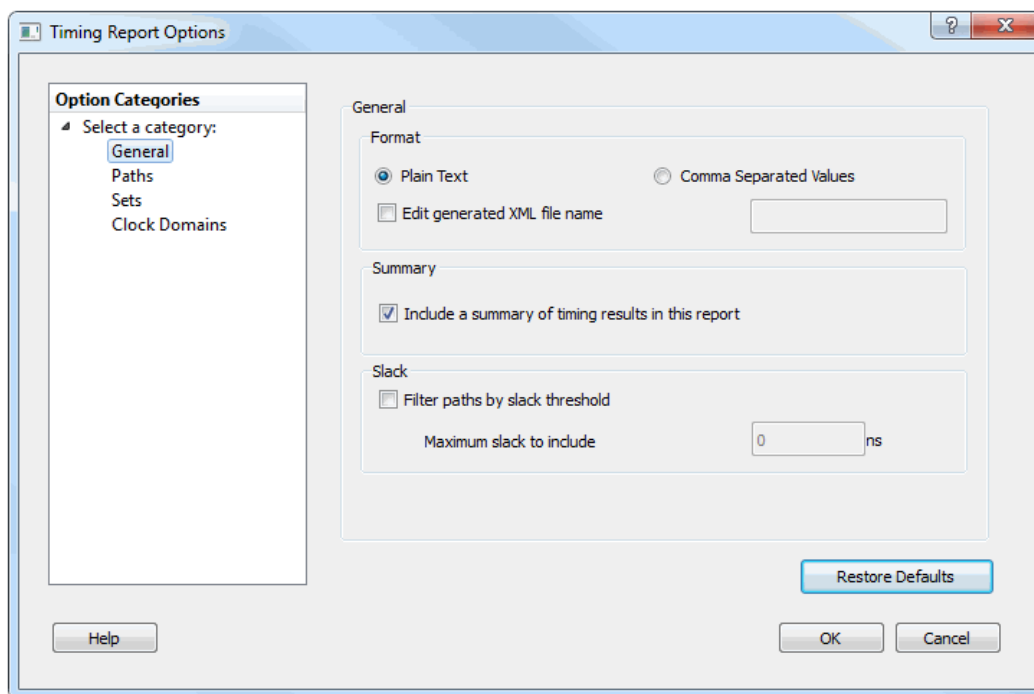 Timing Report Options
Option Categories
Select a category:
General
Paths
Sets
Clock Domains
General
Format
Plain Text
Comma Separated Values
Edit generated XML file name
Summary
Include a summary of timing results in this report
Slack
Filter paths by slack threshold
Maximum slack to include 0 ns
Restore Defaults
Help OK Cancel